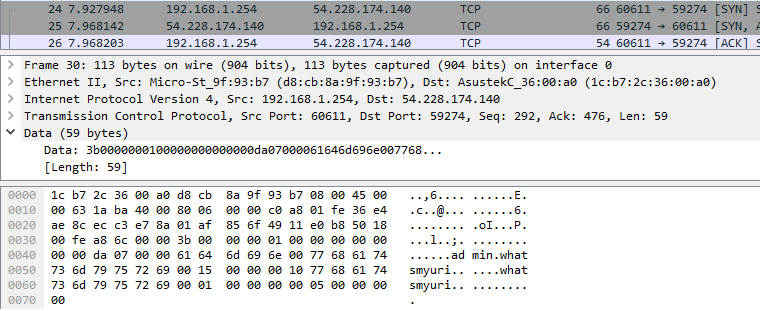 24 7.927948 192.168.1.254 54.228.174.140 TCP 66 60611 → 59274 [SYN]
25 7.968142 54.228.174.140 192.168.1.254 TCP 66 59274 → 60611 [SYN, A
26 7.968203 192.168.1.254 54.228.174.140 TCP 54 60611 → 59274 [ACK]
Frame 30: 113 bytes on wire (904 bits), 113 bytes captured (904 bits) on interface 0
Ethernet II, Src: Micro-St_9f:93:b7 (d8:cb:8a:9f:93:b7), Dst: AsustekC_36:00:a0 (1c:b7:2c:36:00:a0)
Internet Protocol Version 4, Src: 192.168.1.254, Dst: 54.228.174.140
Transmission Control Protocol, Src Port: 60611, Dst Port: 59274, Seq: 292, Ack: 476, Len: 59
Data (59 bytes)
Data: 3b0000000100000000000000da07000061646d696e007768...
[Length: 59]
0000 1c b7 2c 36 00 a0 d8 cb 8a 9f 93 b7 08 00 45 00 ..,6.... ......E.
0010 00 63 1a ba 40 00 80 06 00 00 c0 a8 01 fe 36 e4 .c..@... ......6.
0020 ae 8c ec c3 e7 8a 01 af 85 6f 49 11 e0 b8 50 18 ........ .oI...P.
0030 00 fe a8 6c 00 00 3b 00 00 00 01 00 00 00 00 00 ...l..;. ........
0040 00 00 da 07 00 00 61 64 6d 69 6e 00 77 68 61 74 ......ad min.what
0050 73 6d 79 75 72 69 00 15 00 00 00 10 77 68 61 74 smyuri.. ....what
0060 73 6d 79 75 72 69 00 01 00 00 00 00 05 00 00 00 smyuri.. ........
0070 00 .